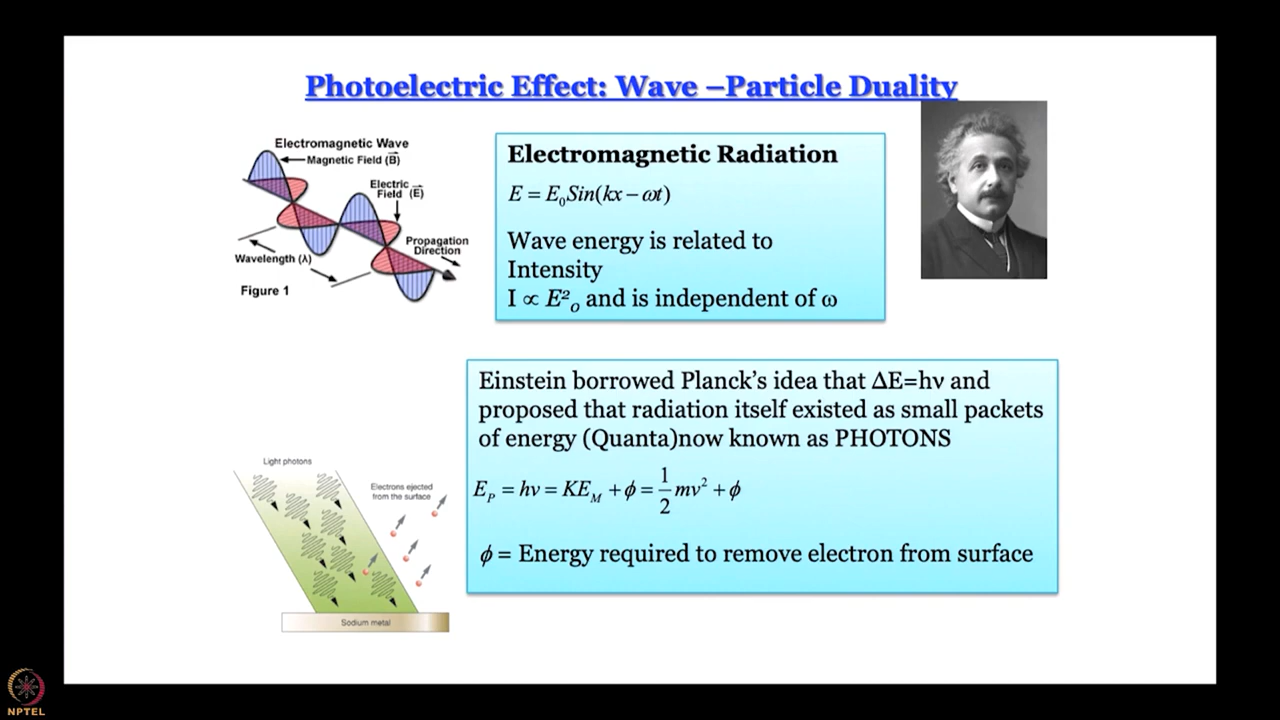 Photoelectric Effect: Wave –Particle Duality
Electromagnetic Wave
Magnetic Field (B⃗)
Electric
Field (E⃗)
Propagation
Direction
Wavelength (λ)
Figure 1
Electromagnetic Radiation
E = E₀Sin(kx − ωt)
Wave energy is related to
Intensity
I ∝ E²₀ and is independent of ω
Einstein borrowed Planck's idea that ΔE=hν and
proposed that radiation itself existed as small packets
of energy (Quanta)now known as PHOTONS
E_P = hν = KE_M + ϕ = 1/2 mv² + ϕ
ϕ = Energy required to remove electron from surface
Light photons
Electrons ejected
from the surface
Sodium metal
NPTEL